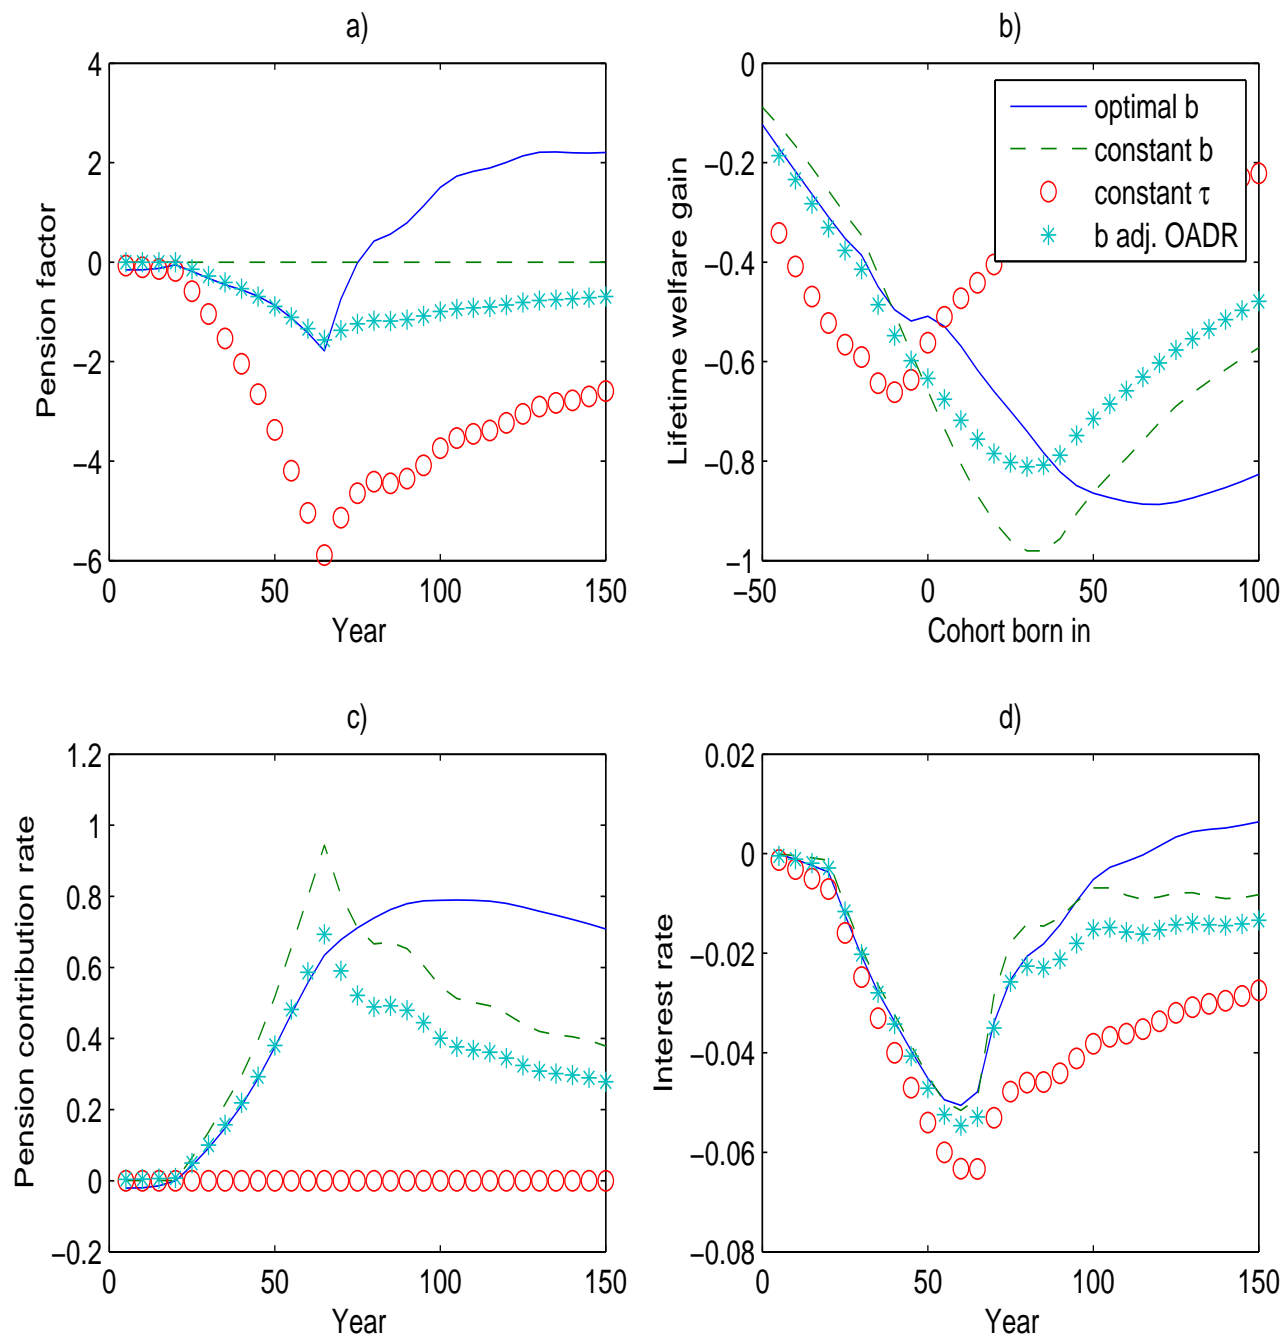 a)
4
2
0
−2
−4
−6
0
50
100
150
Pension factor
Year
b)
0
−0.2
−0.4
−0.6
−0.8
−1
−50
0
50
100
Lifetime welfare gain
Cohort born in
optimal b
constant b
constant τ
b adj. OADR
c)
1.2
1
0.8
0.6
0.4
0.2
0
−0.2
0
50
100
150
Pension contribution rate
Year
d)
0.02
0
−0.02
−0.04
−0.06
−0.08
0
50
100
150
Interest rate
Year